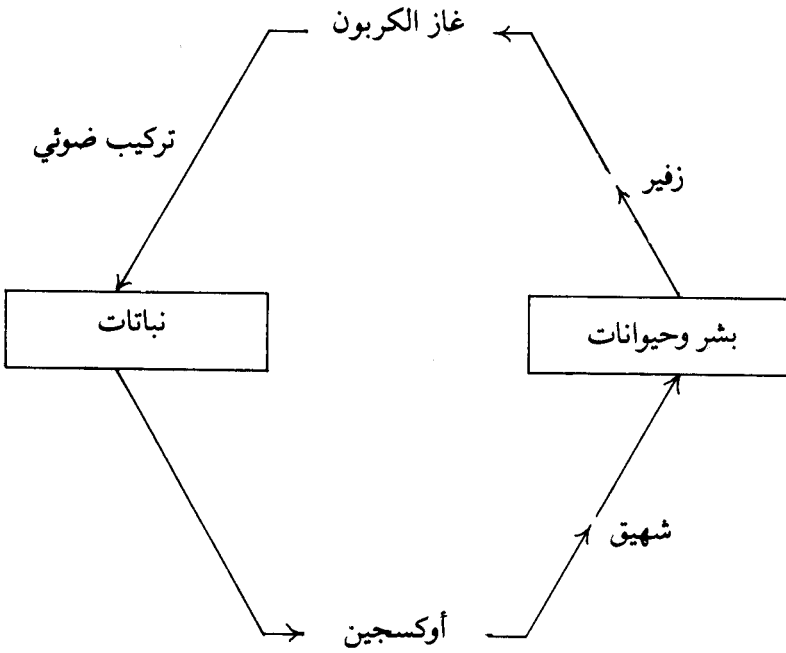 غاز الكربون
تركيب ضوئي
زفير
نباتات
بشر وحيوانات
شهيق
أوكسجين